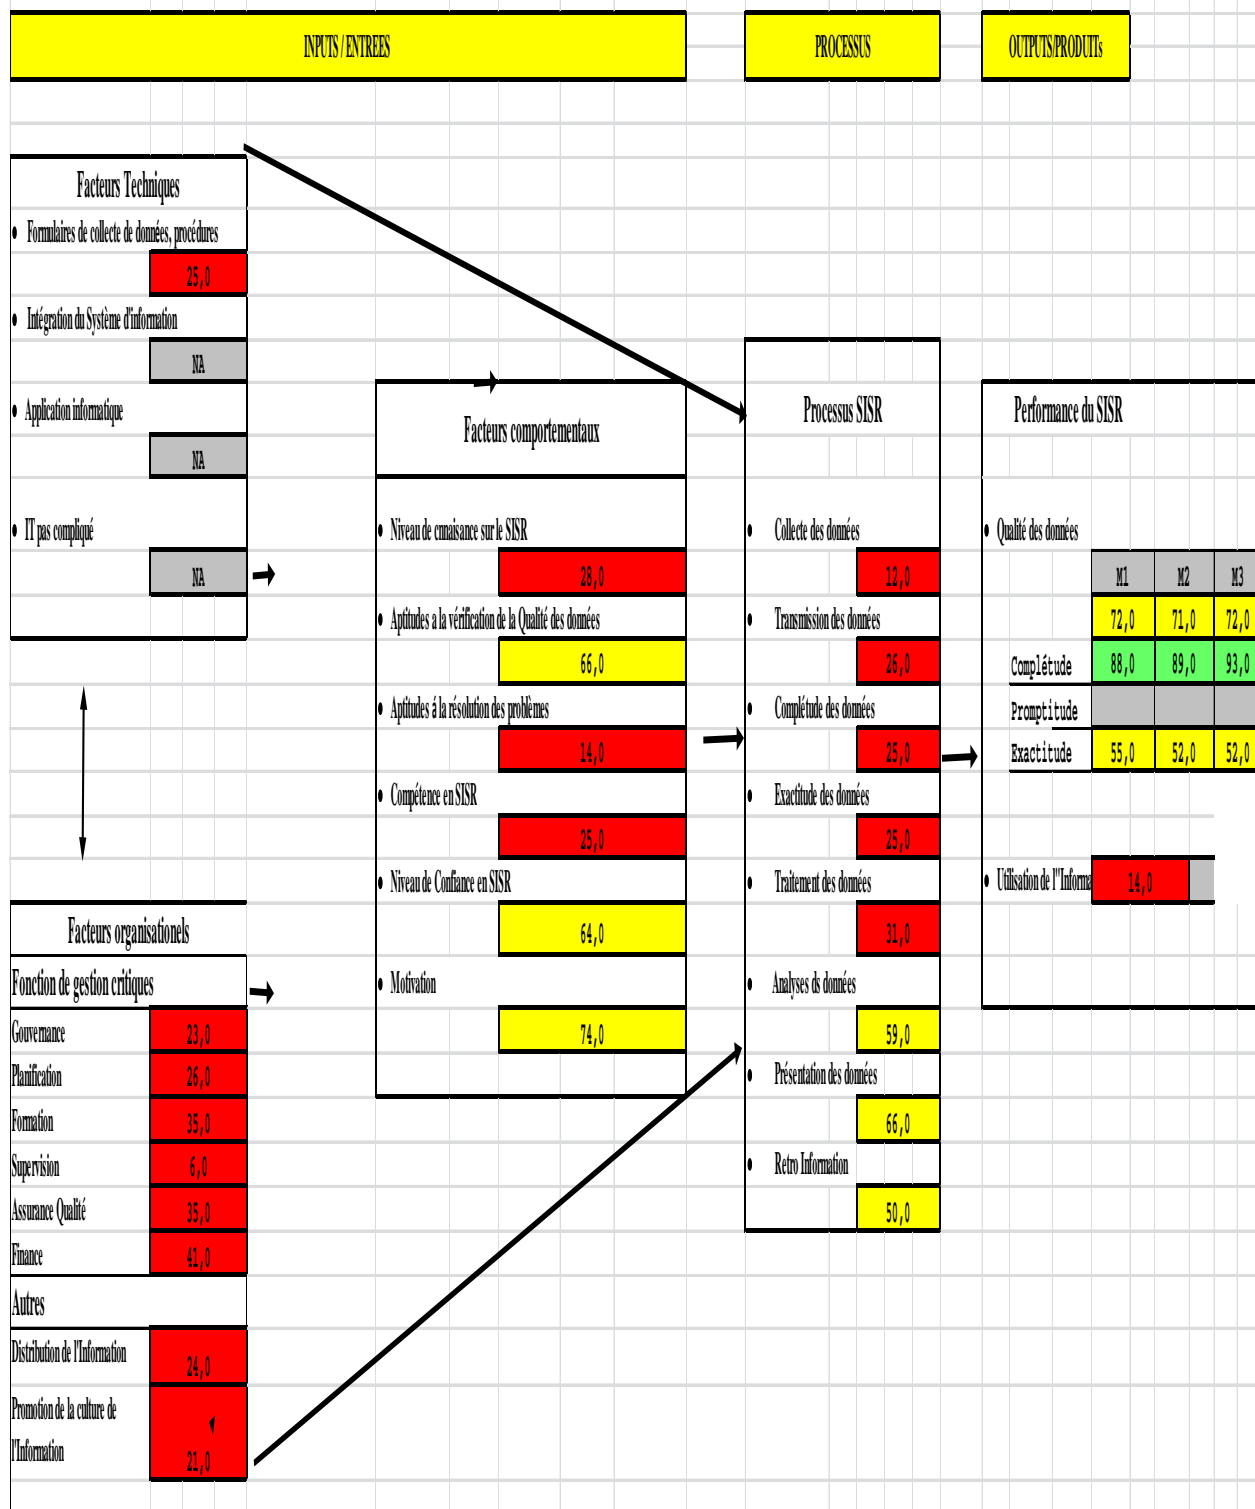 INPUTS / ENTREES
PROCESSUS
OUTPUTS/PRODUITs
Facteurs Techniques
• Formulaires de collecte de données, procédures
25,0
• Intégration du Système d'information
NA
• Application informatique
NA
• IT pas compliqué
NA
Facteurs organisationels
Fonction de gestion critiques
Gouvernance 23,0
Planification 26,0
Formation 35,0
Supervision 6,0
Assurance Qualité 35,0
Finance 41,0
Autres
Distribution de l'Information 24,0
Promotion de la culture de
l'Information 21,0
Facteurs comportementaux
• Niveau de cnnaisance sur le SISR
28,0
• Aptitudes a la vérification de la Qualité des données
66,0
• Aptitudes á la résolution des problèmes
14,0
• Compétence en SISR
25,0
• Niveau de Confiance en SISR
64,0
• Motivation
74,0
Processus SISR
• Collecte des données
12,0
• Transmission des données
26,0
• Complétude des données
25,0
• Exactitude des données
25,0
• Traitement des données
31,0
• Analyses ds données
59,0
• Présentation des données
66,0
• Retro Information
50,0
Performance du SISR
• Qualité des données
M1 M2 M3
72,0 71,0 72,0
Complétude 88,0 89,0 93,0
Promptitude
Exactitude 55,0 52,0 52,0
• Utilisation de l"Informa 14,0